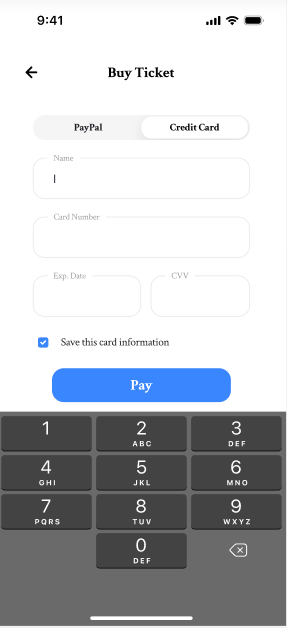 9:41
Buy Ticket
PayPal Credit Card
Name
Card Number
Exp. Date CVV
Save this card information
Pay
1 2 3
ABC DEF
4 5 6
GHI JKL MNO
7 8 9
PQRS TUV WXYZ
0
DEF